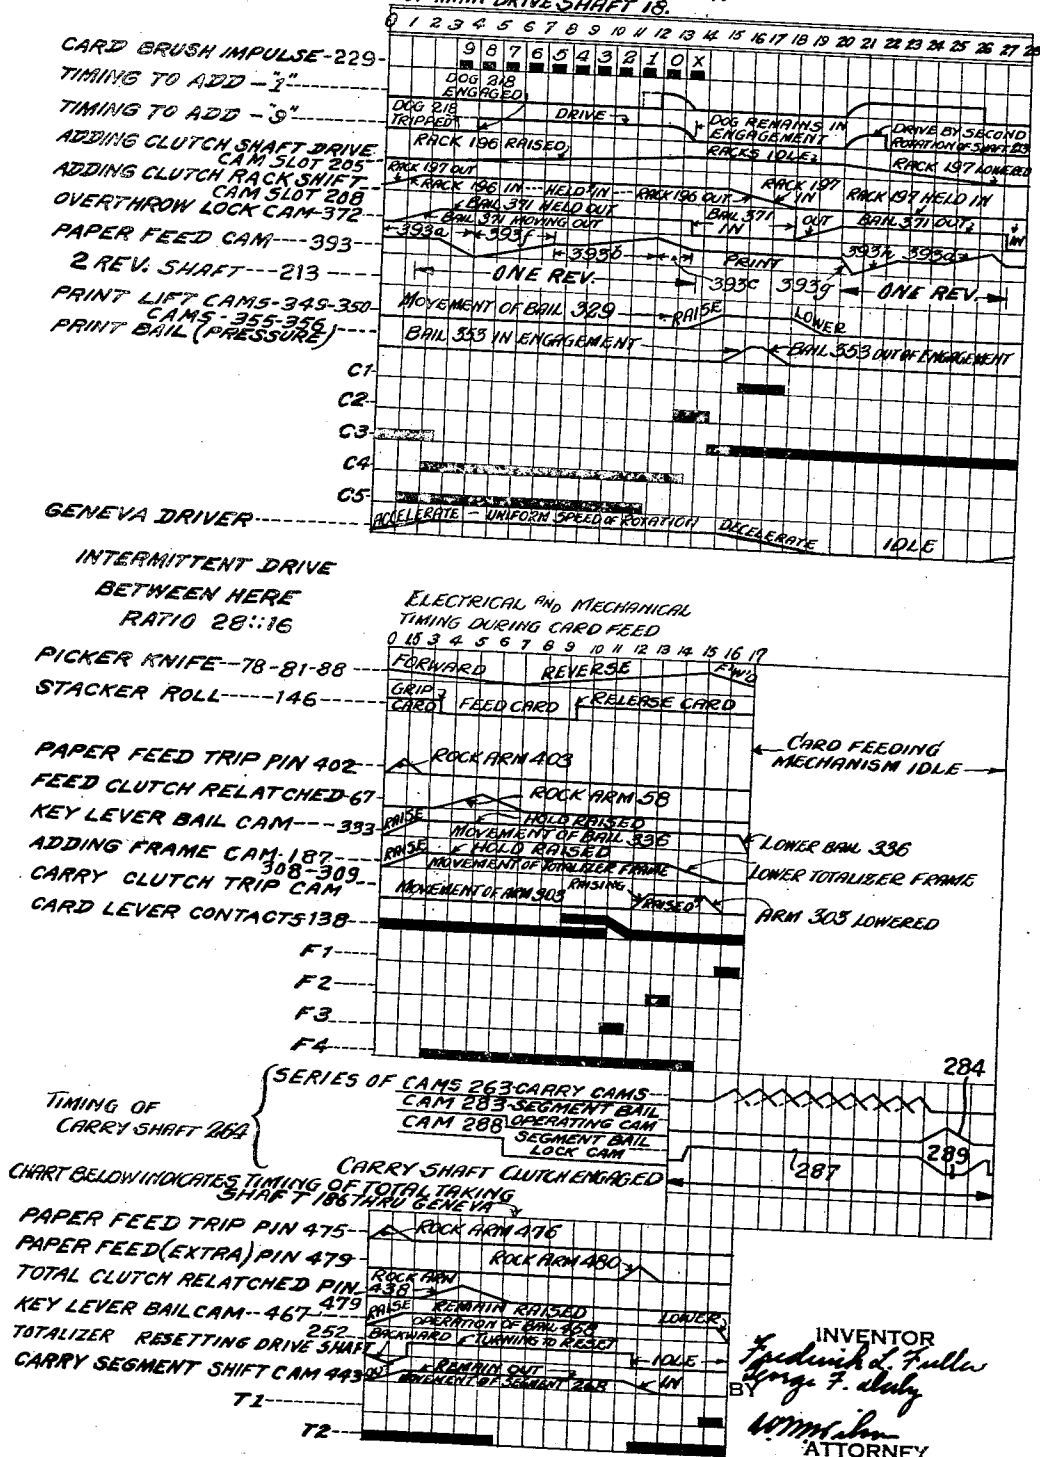 MAIN DRIVE SHAFT 18.
0 1 2 3 4 5 6 7 8 9 10 11 12 13 14 15 16 17 18 19 20 21 22 23 24 25 26 27 28
CARD BRUSH IMPULSE-229-
9 8 7 6 5 4 3 2 1 0 X
TIMING TO ADD -"1"
DOG 218
ENGAGED
TIMING TO ADD -"9"
DOG 218
TRIPPED
DRIVE
DOG REMAINS IN
ENGAGEMENT
DRIVE BY SECOND
ROTATION OF SHAFT 213
ADDING CLUTCH SHAFT DRIVE
CAM SLOT 205
RACK 196 RAISED
RACKS IDLE
RACK 197 LOWERED
ADDING CLUTCH RACK SHIFT
CAM SLOT 208
RACK 197 OUT
RACK 196 IN---HELD IN---RACK 196 OUT
RACK 197
IN
RACK 197 HELD IN
OVERTHROW LOCK CAM-372
BAIL 371 HELD OUT
BAIL 371 MOVING OUT
BAIL 371
IN
OUT
BAIL 371 OUT
IN
PAPER FEED CAM----393
393a
393f
393b
393c
PRINT
393g
393h
393d
2 REV. SHAFT---213
ONE REV.
ONE REV.
PRINT LIFT CAMS-349-350
MOVEMENT OF BAIL 329
RAISE
LOWER
CAMS-355-356
PRINT BAIL (PRESSURE)
BAIL 353 IN ENGAGEMENT
BAIL 353 OUT OF ENGAGEMENT
C1
C2
C3
C4
C5
GENEVA DRIVER
ACCELERATE - UNIFORM SPEED OF ROTATION
DECELERATE
IDLE
INTERMITTENT DRIVE
BETWEEN HERE
RATIO 28::16
ELECTRICAL AND MECHANICAL
TIMING DURING CARD FEED
0 1.5 3 4 5 6 7 8 9 10 11 12 13 14 15 16 17
PICKER KNIFE--78-81-88
FORWARD
REVERSE
F'W'D
STACKER ROLL-----146
GRIP
CARD
FEED CARD
RELEASE CARD
CARD FEEDING
MECHANISM IDLE
PAPER FEED TRIP PIN 402
ROCK ARM 403
FEED CLUTCH RELATCHED-67
ROCK ARM 58
KEY LEVER BAIL CAM---333
RAISE
HOLD RAISED
MOVEMENT OF BAIL 336
LOWER BAIL 336
ADDING FRAME CAM-187
RAISE
HOLD RAISED
MOVEMENT OF TOTALIZER FRAME
LOWER TOTALIZER FRAME
308-309
CARRY CLUTCH TRIP CAM
MOVEMENT OF ARM 303
RAISING
RAISED
ARM 303 LOWERED
CARD LEVER CONTACTS 138
F1
F2
F3
F4
TIMING OF
CARRY SHAFT 264
SERIES OF CAMS 263-CARRY CAMS
CAM 283-SEGMENT BAIL
OPERATING CAM
CAM 288
SEGMENT BAIL
LOCK CAM
284
287
289
CARRY SHAFT CLUTCH ENGAGED
CHART BELOW INDICATES TIMING OF TOTAL TAKING
SHAFT 186 THRU GENEVA
PAPER FEED TRIP PIN 475
ROCK ARM 476
PAPER FEED (EXTRA) PIN 479
ROCK ARM 480
TOTAL CLUTCH RELATCHED PIN
479
ROCK ARM
438
KEY LEVER BAIL CAM--467
RAISE
REMAIN RAISED
OPERATION OF BAIL 468
LOWER
252
TOTALIZER RESETTING DRIVE SHAFT
BACKWARD
TURNING TO RESET
IDLE
CARRY SEGMENT SHIFT CAM 443
REMAIN OUT
MOVEMENT OF SEGMENT 268
IN
T1
T2
INVENTOR
Frederick L. Fuller
George F. Daly
BY
ATTORNEY